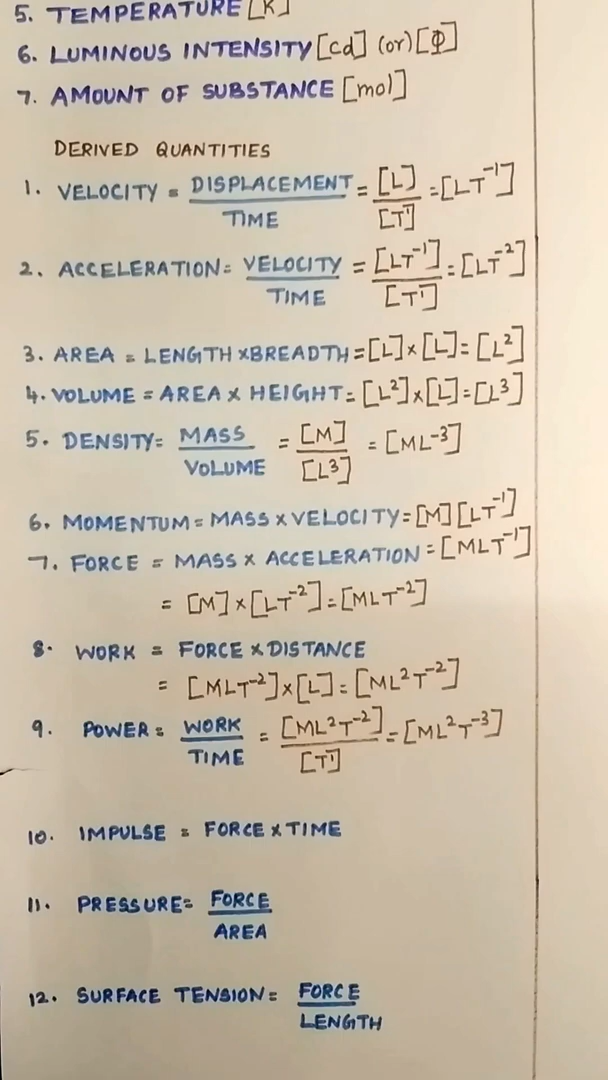 5. TEMPERATURE [K]
6. LUMINOUS INTENSITY [Cd] (or) [Φ]
7. AMOUNT OF SUBSTANCE [mol]
DERIVED QUANTITIES
1. VELOCITY = DISPLACEMENT/TIME = [L]/[T¹] = [LT⁻¹]
2. ACCELERATION = VELOCITY/TIME = [LT⁻¹]/[T¹] = [LT⁻²]
3. AREA = LENGTH × BREADTH = [L] × [L] = [L²]
4. VOLUME = AREA × HEIGHT = [L²] × [L] = [L³]
5. DENSITY = MASS/VOLUME = [M]/[L³] = [ML⁻³]
6. MOMENTUM = MASS × VELOCITY = [M] [LT⁻¹]
= [MLT⁻¹]
7. FORCE = MASS × ACCELERATION
= [M] × [LT⁻²] = [MLT⁻²]
8. WORK = FORCE × DISTANCE
= [MLT⁻²] × [L] = [ML²T⁻²]
9. POWER = WORK/TIME = [ML²T⁻²]/[T¹] = [ML²T⁻³]
10. IMPULSE = FORCE × TIME
11. PRESSURE = FORCE/AREA
12. SURFACE TENSION = FORCE/LENGTH